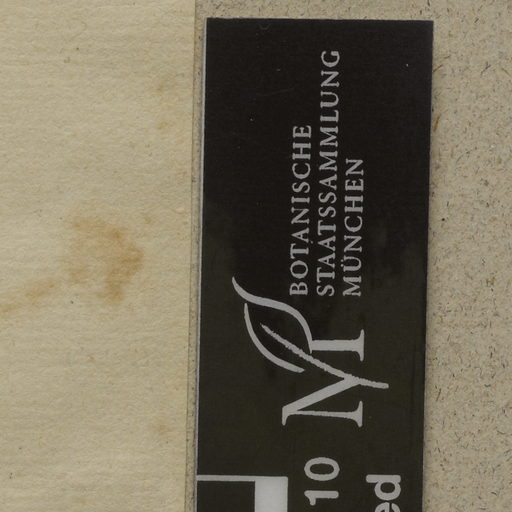 BOTANISCHE
STAATSSAMMLUNG
MÜNCHEN
M
10
ed